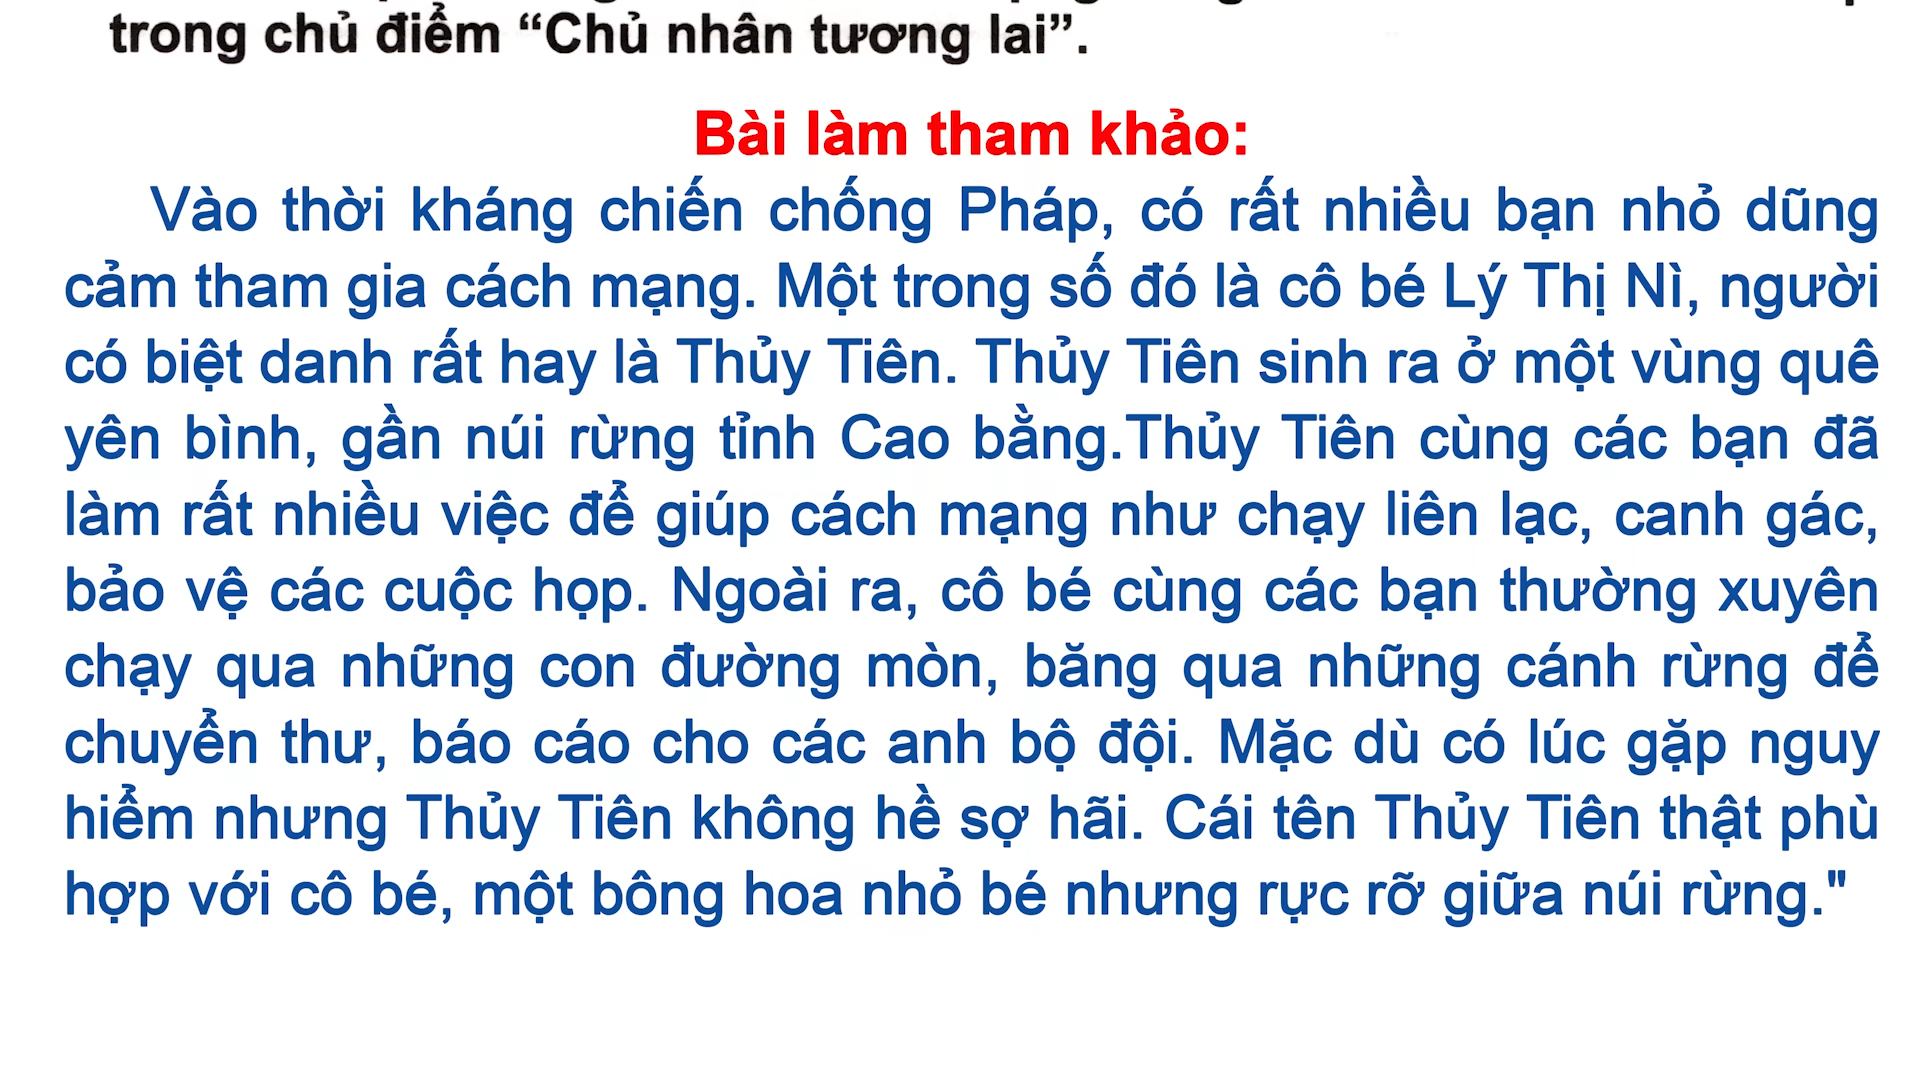 trong chủ điểm “Chủ nhân tương lai”.
Bài làm tham khảo:
Vào thời kháng chiến chống Pháp, có rất nhiều bạn nhỏ dũng
cảm tham gia cách mạng. Một trong số đó là cô bé Lý Thị Nì, người
có biệt danh rất hay là Thủy Tiên. Thủy Tiên sinh ra ở một vùng quê
yên bình, gần núi rừng tỉnh Cao bằng.Thủy Tiên cùng các bạn đã
làm rất nhiều việc để giúp cách mạng như chạy liên lạc, canh gác,
bảo vệ các cuộc họp. Ngoài ra, cô bé cùng các bạn thường xuyên
chạy qua những con đường mòn, băng qua những cánh rừng để
chuyển thư, báo cáo cho các anh bộ đội. Mặc dù có lúc gặp nguy
hiểm nhưng Thủy Tiên không hề sợ hãi. Cái tên Thủy Tiên thật phù
hợp với cô bé, một bông hoa nhỏ bé nhưng rực rỡ giữa núi rừng."